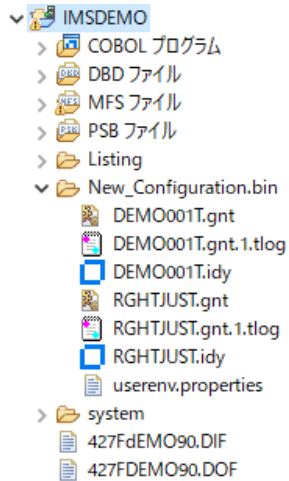 IMSDEMO
COBOL プログラム
DBD ファイル
MFS ファイル
PSB ファイル
Listing
New_Configuration.bin
DEMO001T.gnt
DEMO001T.gnt.1.tlog
DEMO001T.idy
RGHTJUST.gnt
RGHTJUST.gnt.1.tlog
RGHTJUST.idy
userenv.properties
system
427FdEMO90.DIF
427FDEMO90.DOF